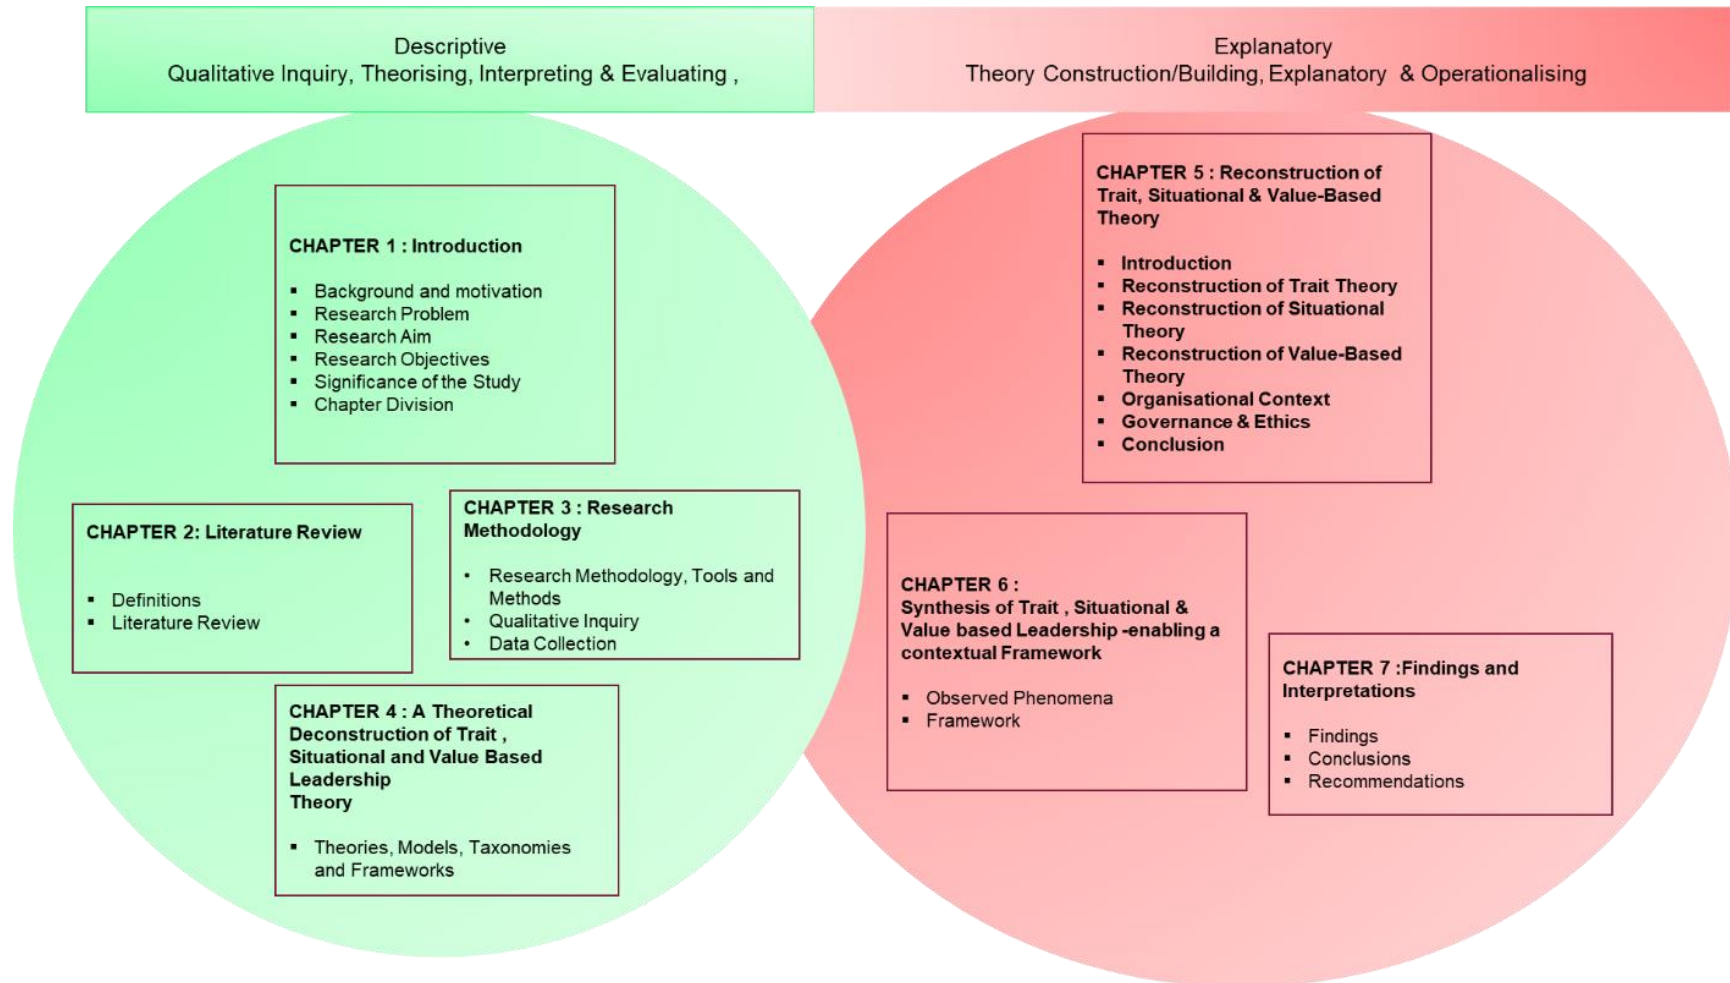 Descriptive
Qualitative Inquiry, Theorising, Interpreting & Evaluating ,
Explanatory
Theory Construction/Building, Explanatory & Operationalising
CHAPTER 1 : Introduction
▪ Background and motivation
▪ Research Problem
▪ Research Aim
▪ Research Objectives
▪ Significance of the Study
▪ Chapter Division
CHAPTER 2: Literature Review
▪ Definitions
▪ Literature Review
CHAPTER 3 : Research
Methodology
• Research Methodology, Tools and
Methods
• Qualitative Inquiry
• Data Collection
CHAPTER 4 : A Theoretical
Deconstruction of Trait ,
Situational and Value Based
Leadership
Theory
▪ Theories, Models, Taxonomies
and Frameworks
CHAPTER 5 : Reconstruction of
Trait, Situational & Value-Based
Theory
▪ Introduction
▪ Reconstruction of Trait Theory
▪ Reconstruction of Situational
Theory
▪ Reconstruction of Value-Based
Theory
▪ Organisational Context
▪ Governance & Ethics
▪ Conclusion
CHAPTER 6 :
Synthesis of Trait , Situational &
Value based Leadership -enabling a
contextual Framework
▪ Observed Phenomena
▪ Framework
CHAPTER 7 :Findings and
Interpretations
▪ Findings
▪ Conclusions
▪ Recommendations